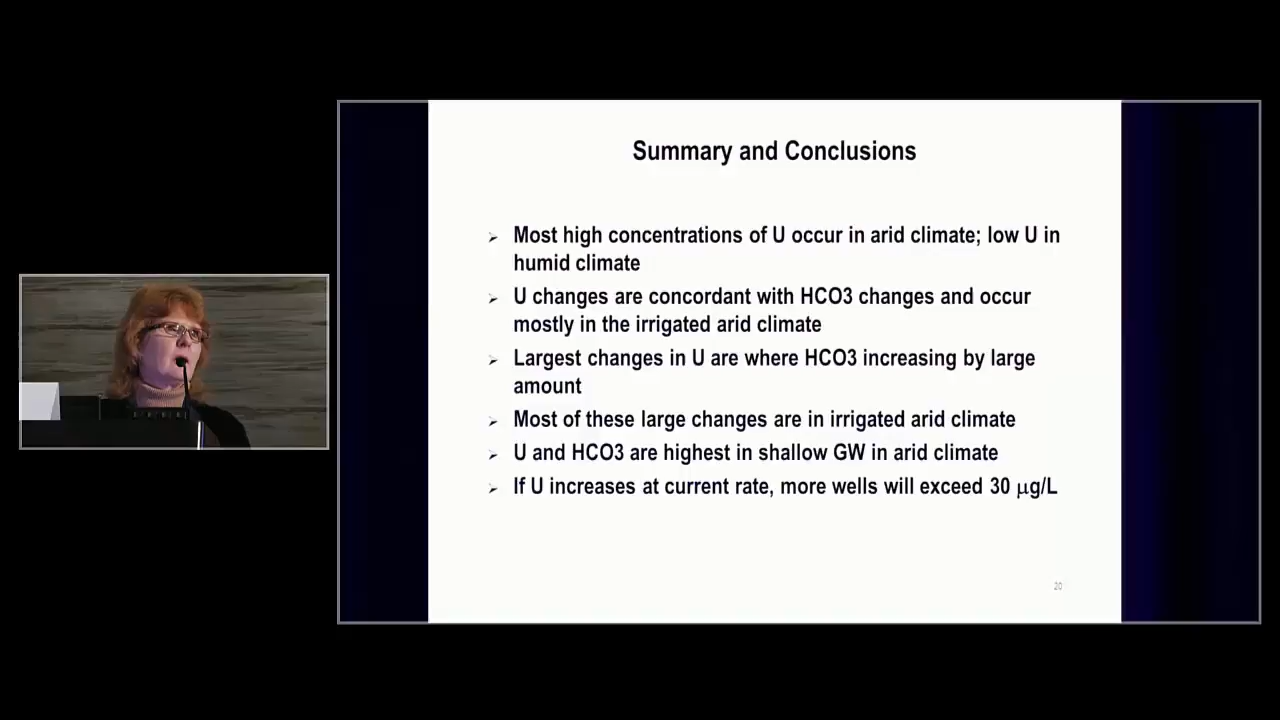 Summary and Conclusions
➢ Most high concentrations of U occur in arid climate; low U in
humid climate
➢ U changes are concordant with HCO3 changes and occur
mostly in the irrigated arid climate
➢ Largest changes in U are where HCO3 increasing by large
amount
➢ Most of these large changes are in irrigated arid climate
➢ U and HCO3 are highest in shallow GW in arid climate
➢ If U increases at current rate, more wells will exceed 30 μg/L
20